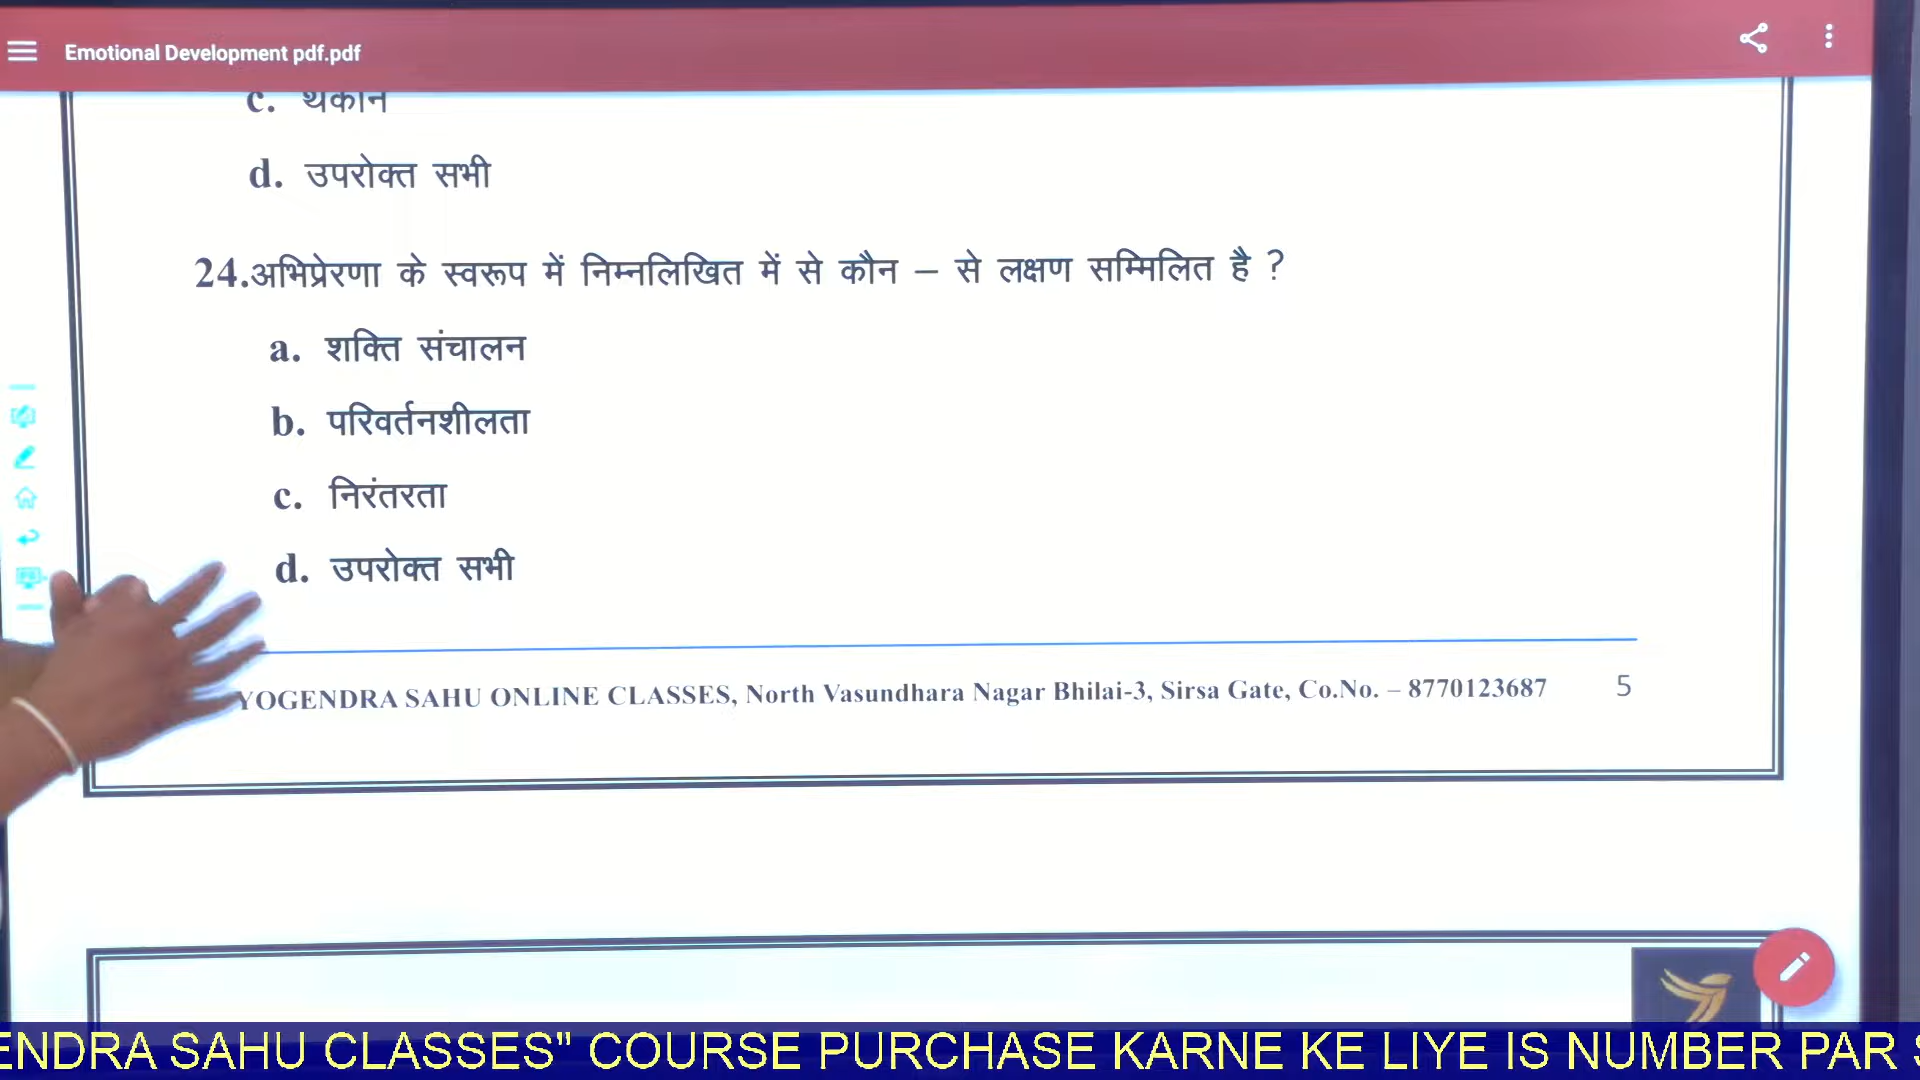 Emotional Development pdf.pdf
c. थकान
d. उपरोक्त सभी
24.अभिप्रेरणा के स्वरूप में निम्नलिखित में से कौन – से लक्षण सम्मिलित है ?
a. शक्ति संचालन
b. परिवर्तनशीलता
c. निरंतरता
d. उपरोक्त सभी
YOGENDRA SAHU ONLINE CLASSES, North Vasundhara Nagar Bhilai-3, Sirsa Gate, Co.No. – 8770123687 5
ENDRA SAHU CLASSES" COURSE PURCHASE KARNE KE LIYE IS NUMBER PAR